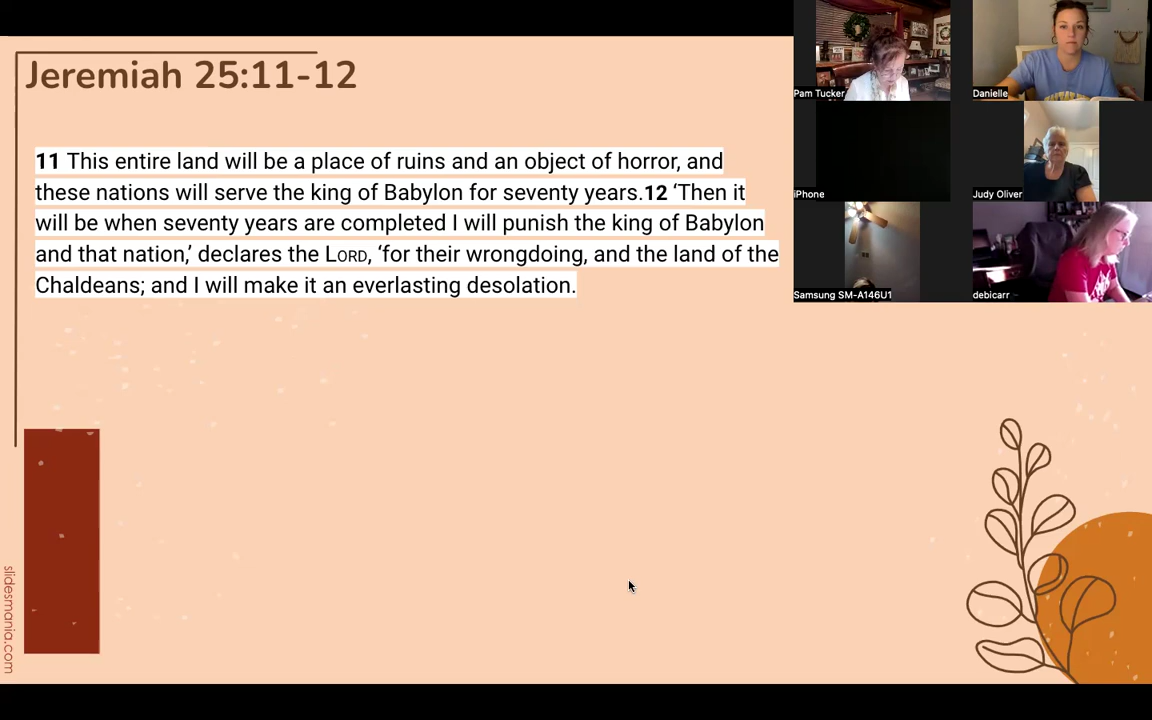 Jeremiah 25:11-12
11 This entire land will be a place of ruins and an object of horror, and
these nations will serve the king of Babylon for seventy years.12 ‘Then it
will be when seventy years are completed I will punish the king of Babylon
and that nation,’ declares the LORD, ‘for their wrongdoing, and the land of the
Chaldeans; and I will make it an everlasting desolation.
Pam Tucker
Danielle
iPhone
Judy Oliver
Samsung SM-A146U1
debicarr
slidesmania.com